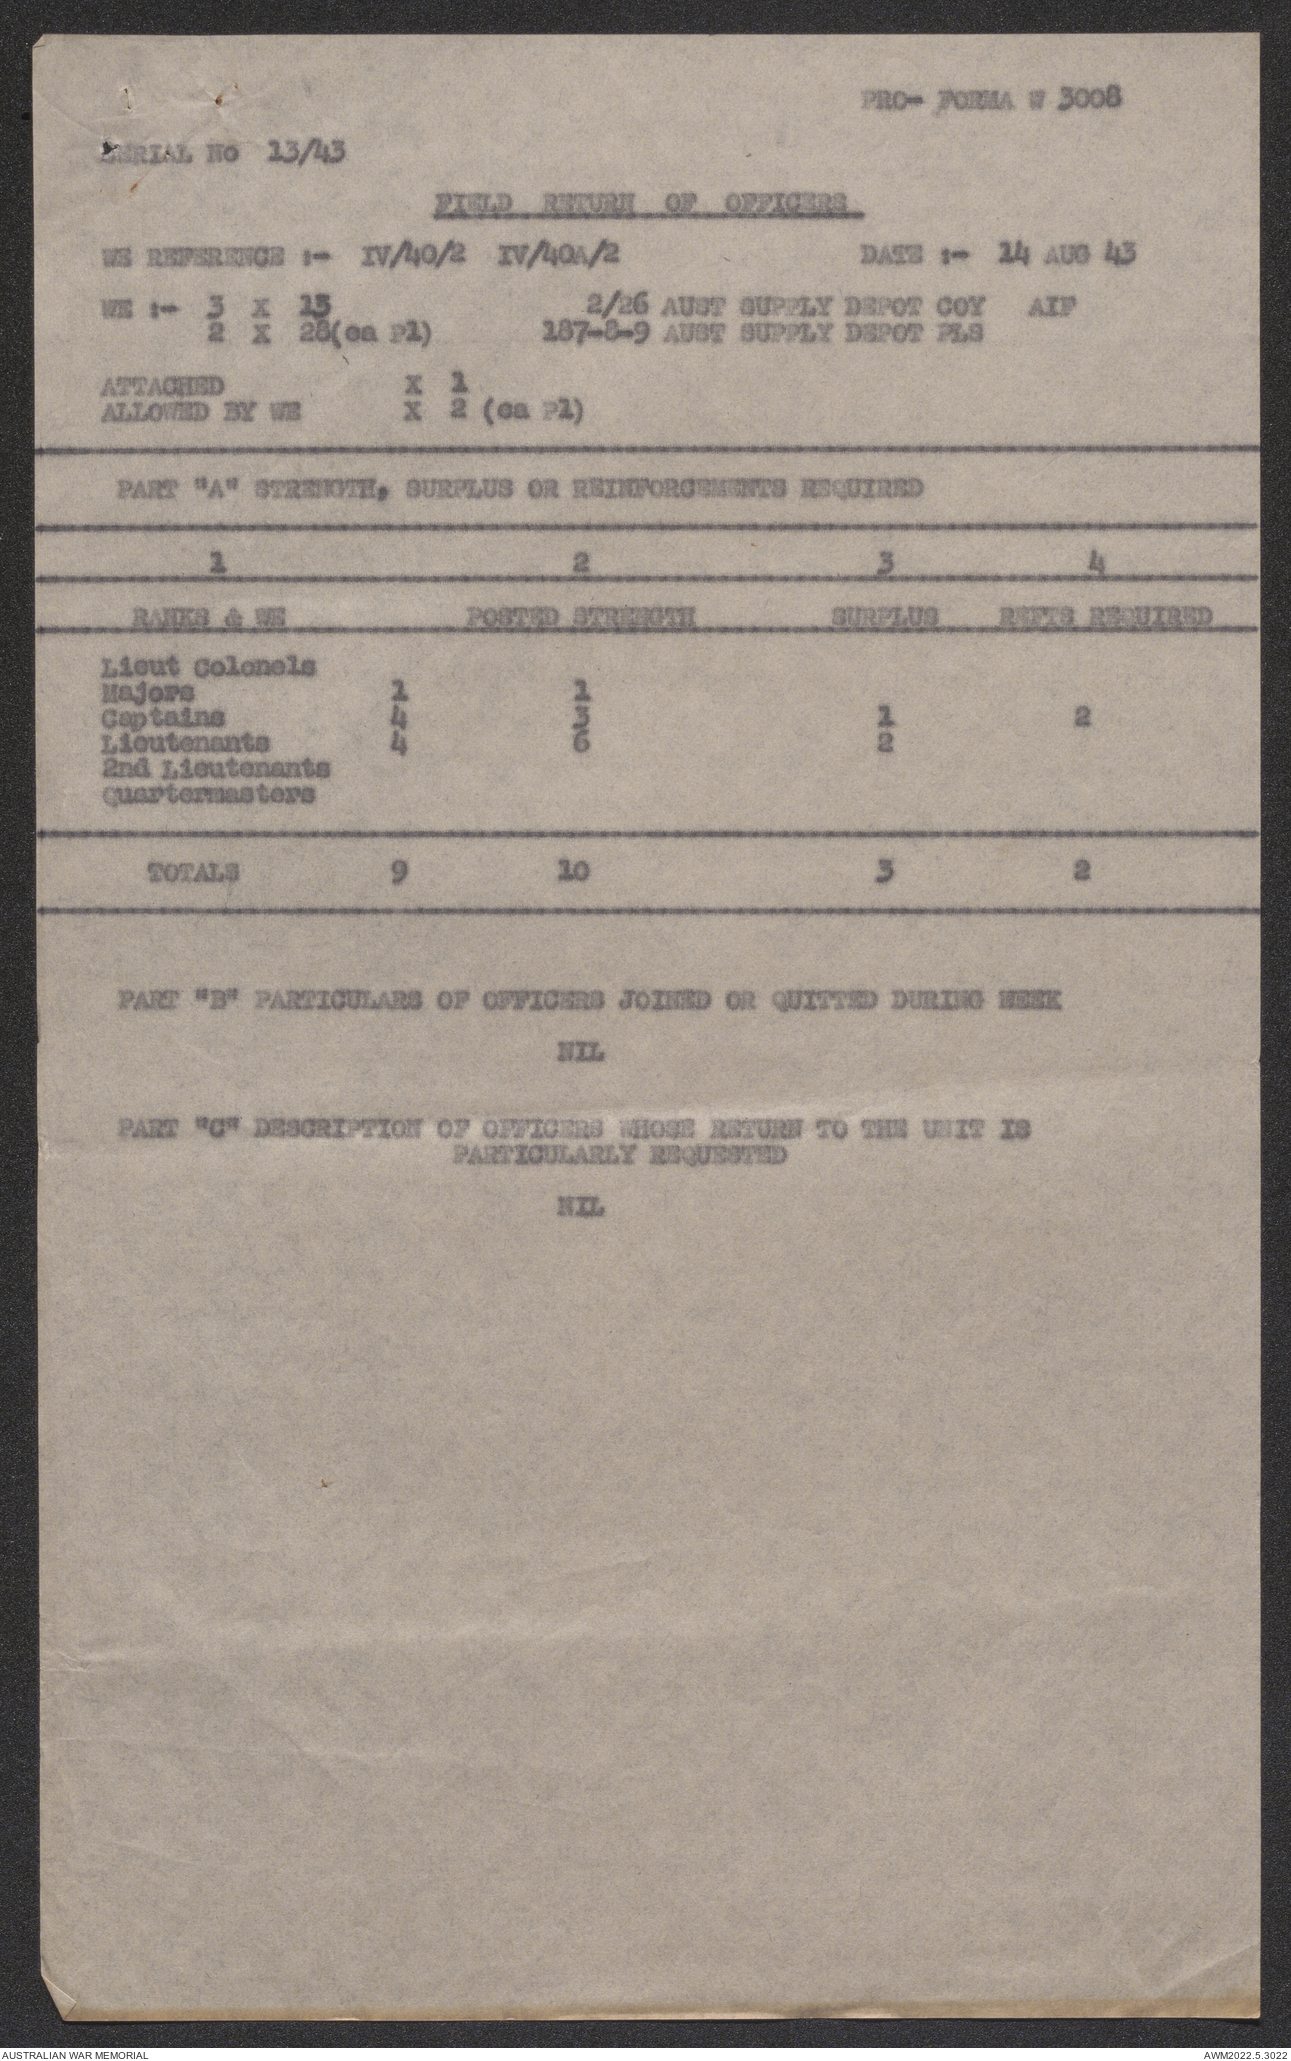 PRO- FORMA W 3008
SERIAL No 13/43
FIELD RETURN OF OFFICERS
WE REFERENCE :- IV/40/2 IV/40A/2 DATE :- 14 AUG 43
WE :- 3 X 13 2/26 AUST SUPPLY DEPOT COY AIF
2 X 28(ea Pl) 187-8-9 AUST SUPPLY DEPOT PLS
ATTACHED X 1
ALLOWED BY WE X 2 (ea Pl)
PART "A" STRENGTH, SURPLUS OR REINFORCEMENTS REQUIRED
1 2 3 4
RANKS & WE POSTED STRENGTH SURPLUS REFTS REQUIRED
Lieut Colonels
Majors 1 1
Captains 4 3 1 2
Lieutenants 4 6 2
2nd Lieutenants
Quartermasters
TOTALS 9 10 3 2
PART "B" PARTICULARS OF OFFICERS JOINED OR QUITTED DURING WEEK
NIL
PART "C" DESCRIPTION OF OFFICERS WHOSE RETURN TO THE UNIT IS
PARTICULARLY REQUESTED
NIL
AUSTRALIAN WAR MEMORIAL AWM2022.5.3022